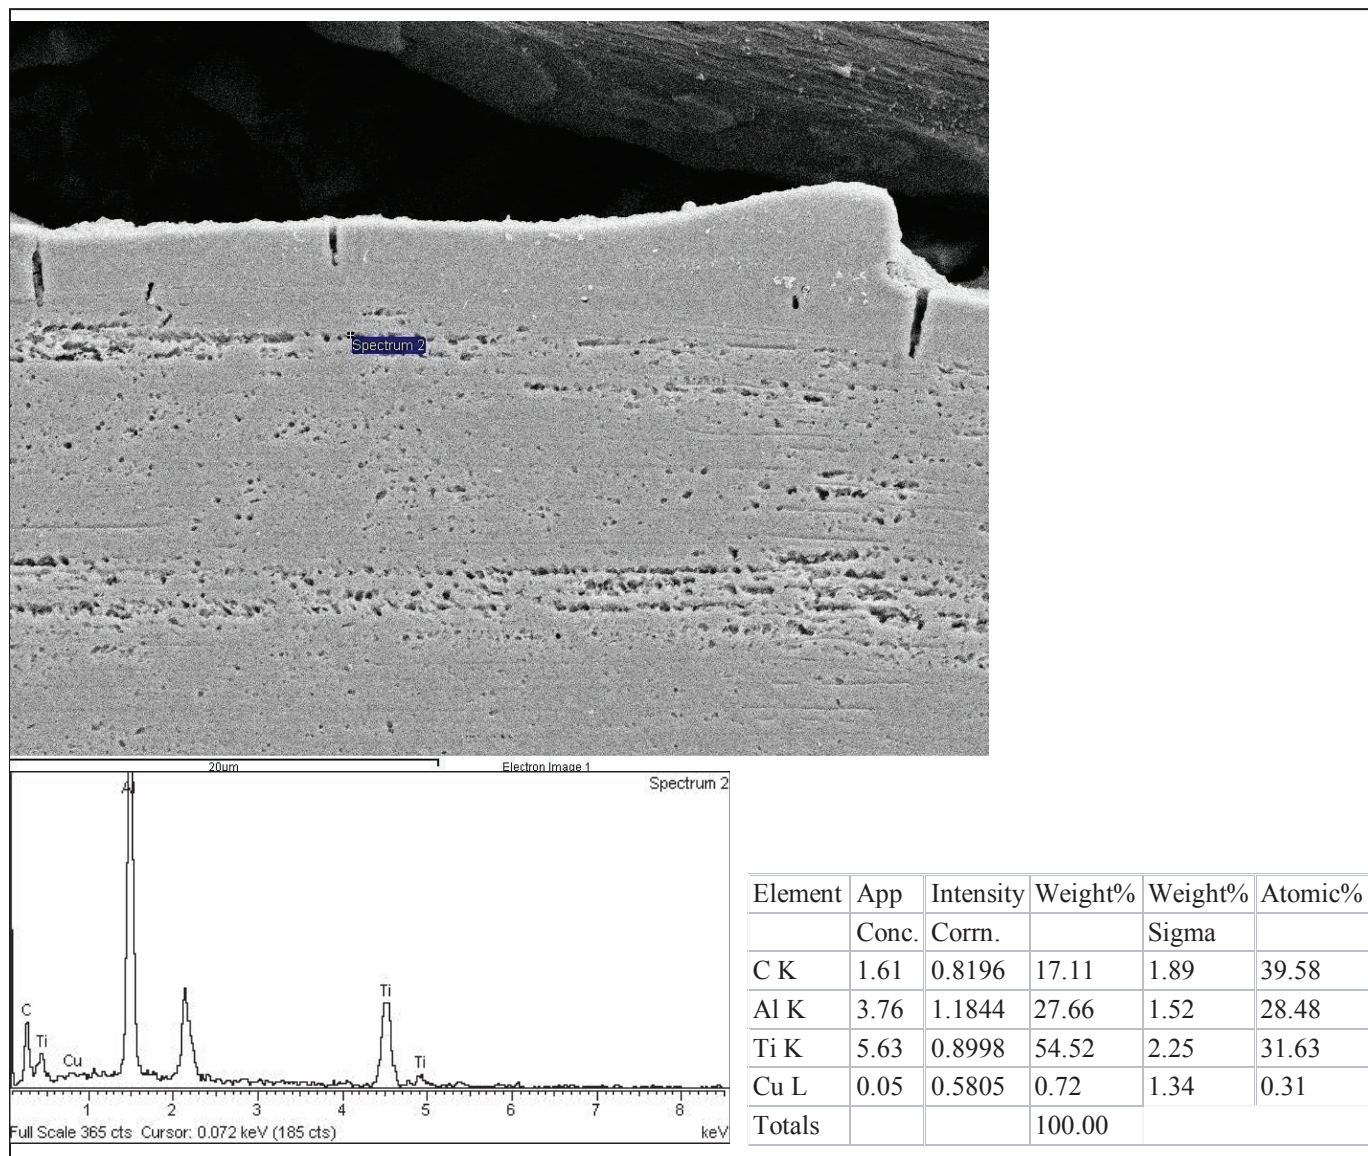 Spectrum 2
20µm Electron Image 1
Spectrum 2
Al
C
Ti
Cu
Ti
Ti
1 2 3 4 5 6 7 8
Full Scale 365 cts Cursor: 0.072 keV (185 cts) keV
Element App Intensity Weight% Weight% Atomic%
Conc. Corrn. Sigma
C K 1.61 0.8196 17.11 1.89 39.58
Al K 3.76 1.1844 27.66 1.52 28.48
Ti K 5.63 0.8998 54.52 2.25 31.63
Cu L 0.05 0.5805 0.72 1.34 0.31
Totals 100.00